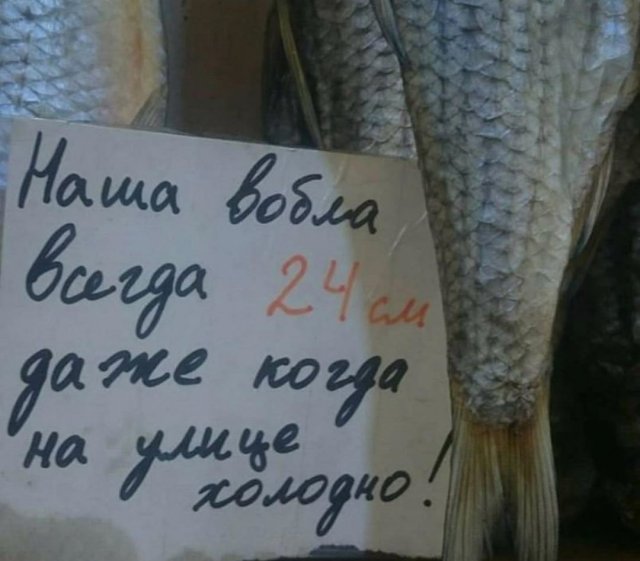 Наша вобла
всегда 24 см
даже когда
на улице
холодно!